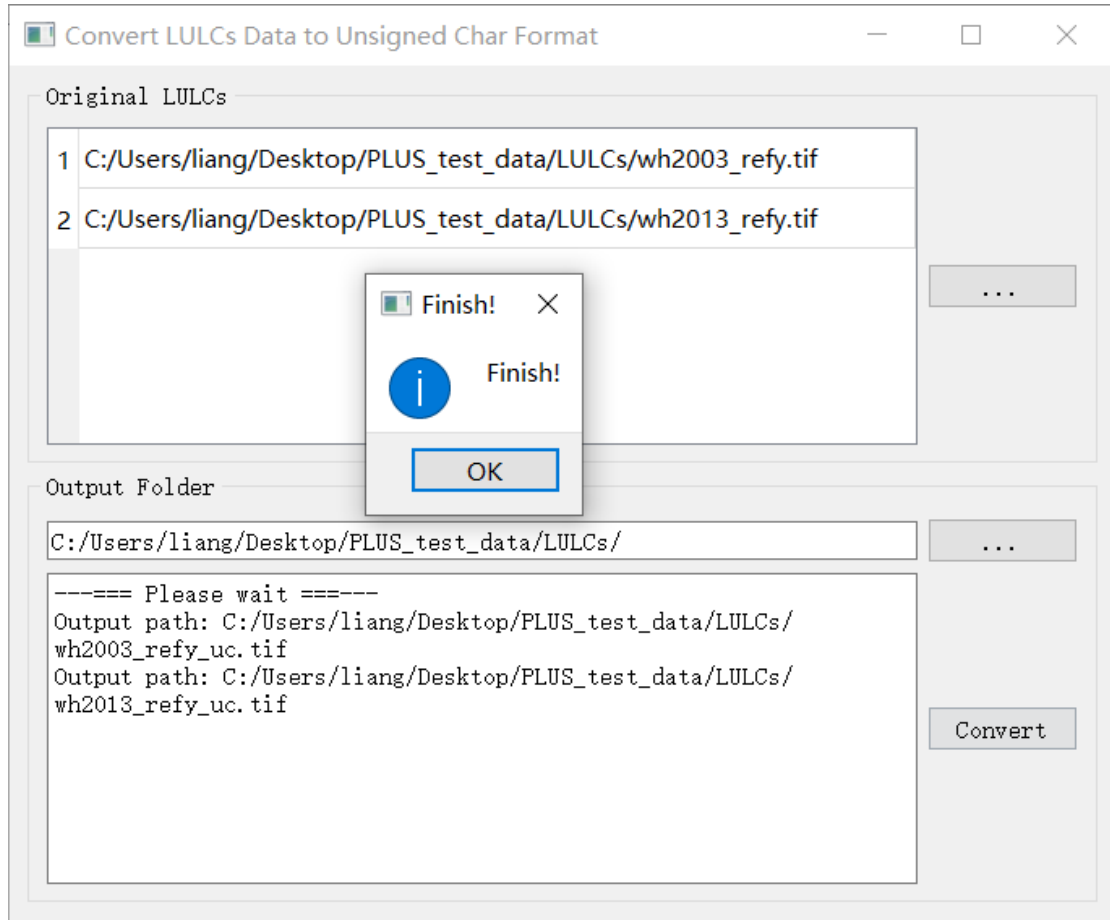 Convert LULCs Data to Unsigned Char Format
Original LULCs
1 C:/Users/liang/Desktop/PLUS_test_data/LULCs/wh2003_refy.tif
2 C:/Users/liang/Desktop/PLUS_test_data/LULCs/wh2013_refy.tif
...
Finish!
Finish!
OK
Output Folder
C:/Users/liang/Desktop/PLUS_test_data/LULCs/
...
---=== Please wait ===---
Output path: C:/Users/liang/Desktop/PLUS_test_data/LULCs/
wh2003_refy_uc.tif
Output path: C:/Users/liang/Desktop/PLUS_test_data/LULCs/
wh2013_refy_uc.tif
Convert